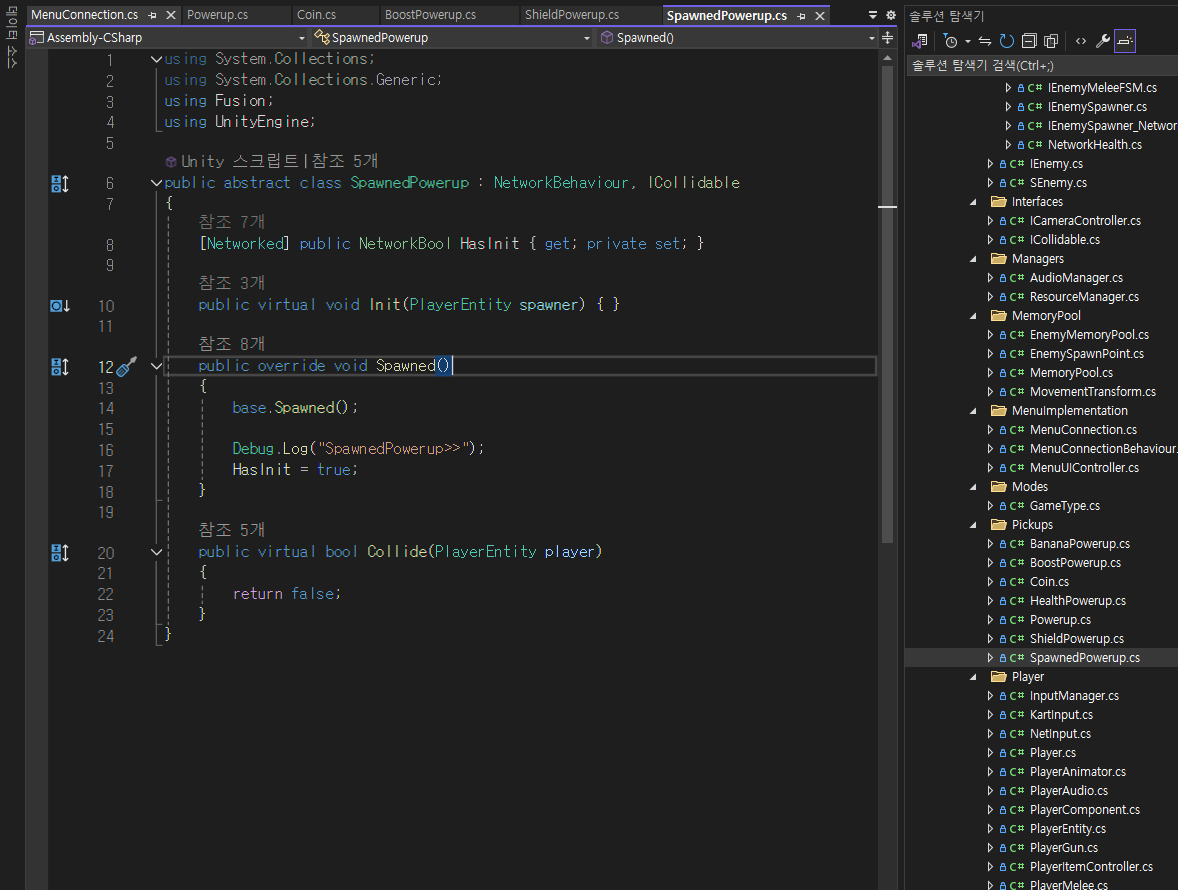 데이터 소스
MenuConnection.cs
Powerup.cs
Coin.cs
BoostPowerup.cs
ShieldPowerup.cs
SpawnedPowerup.cs
Assembly-CSharp
SpawnedPowerup
Spawned()
1 using System.Collections;
2 using System.Collections.Generic;
3 using Fusion;
4 using UnityEngine;
5
Unity 스크립트|참조 5개
6 public abstract class SpawnedPowerup : NetworkBehaviour, ICollidable
7 {
참조 7개
8 [Networked] public NetworkBool HasInit { get; private set; }
9
참조 3개
10 public virtual void Init(PlayerEntity spawner) { }
11
참조 8개
12 public override void Spawned()
13 {
14 base.Spawned();
15
16 Debug.Log("SpawnedPowerup>>");
17 HasInit = true;
18 }
19
참조 5개
20 public virtual bool Collide(PlayerEntity player)
21 {
22 return false;
23 }
24 }
솔루션 탐색기
솔루션 탐색기 검색(Ctrl+;)
C# IEnemyMeleeFSM.cs
C# IEnemySpawner.cs
C# IEnemySpawner_Networ
C# NetworkHealth.cs
C# IEnemy.cs
C# SEnemy.cs
Interfaces
C# ICameraController.cs
C# ICollidable.cs
Managers
C# AudioManager.cs
C# ResourceManager.cs
MemoryPool
C# EnemyMemoryPool.cs
C# EnemySpawnPoint.cs
C# MemoryPool.cs
C# MovementTransform.cs
MenuImplementation
C# MenuConnection.cs
C# MenuConnectionBehaviour.
C# MenuUIController.cs
Modes
C# GameType.cs
Pickups
C# BananaPowerup.cs
C# BoostPowerup.cs
C# Coin.cs
C# HealthPowerup.cs
C# Powerup.cs
C# ShieldPowerup.cs
C# SpawnedPowerup.cs
Player
C# InputManager.cs
C# KartInput.cs
C# NetInput.cs
C# Player.cs
C# PlayerAnimator.cs
C# PlayerAudio.cs
C# PlayerComponent.cs
C# PlayerEntity.cs
C# PlayerGun.cs
C# PlayerItemController.cs
C# PlayerMelee.cs